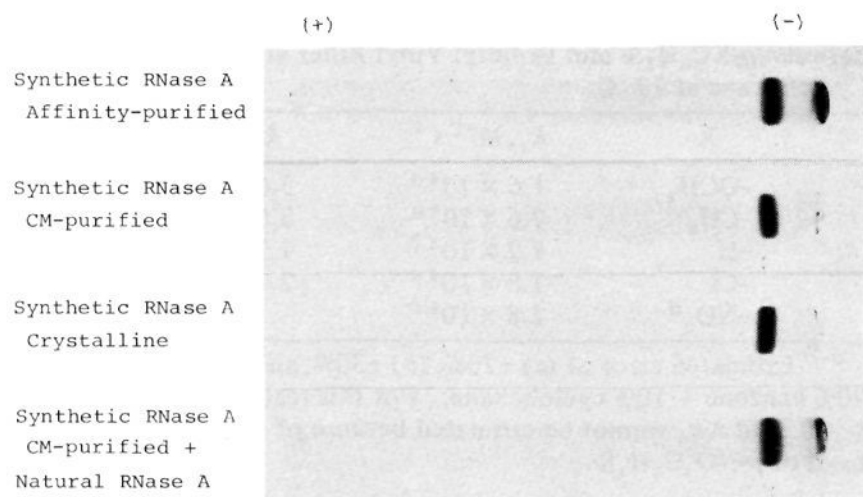 (+) (-)
Synthetic RNase A
Affinity-purified
Synthetic RNase A
CM-purified
Synthetic RNase A
Crystalline
Synthetic RNase A
CM-purified +
Natural RNase A